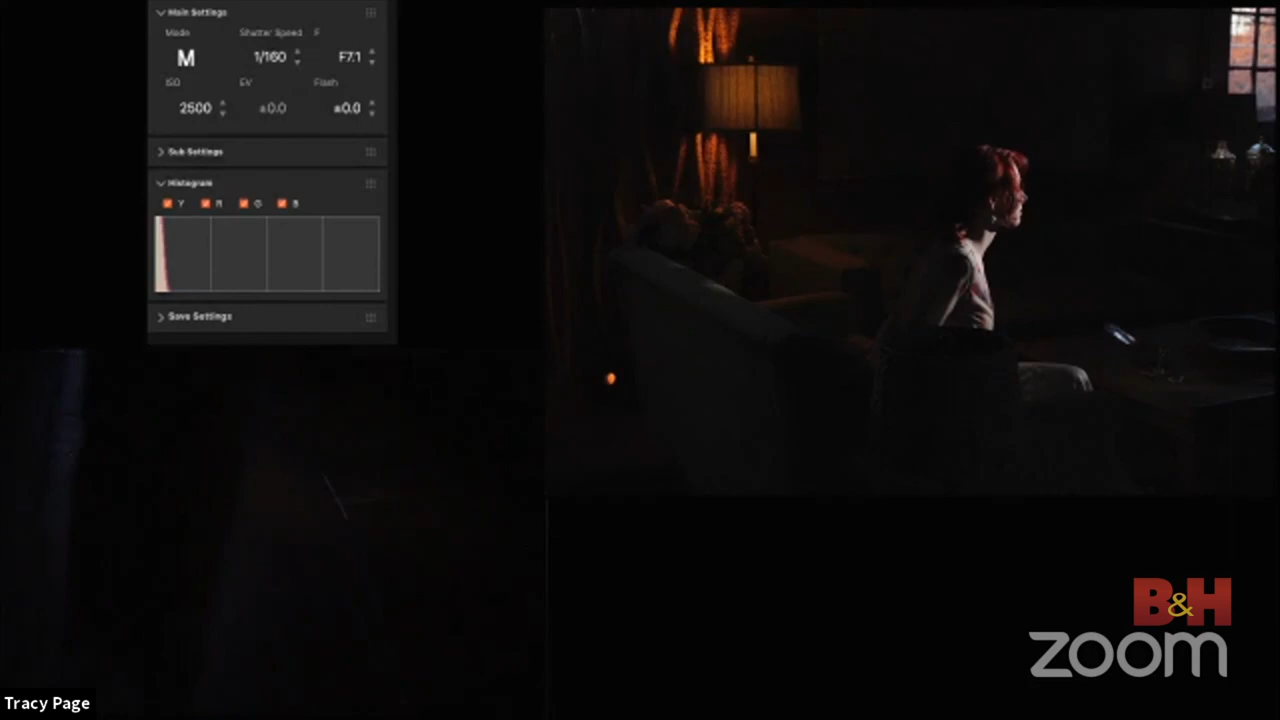 Main Settings
Mode Shutter Speed F
M 1/160 F7.1
ISO EV Flash
2500 ±0.0 ±0.0
Sub Settings
Histogram
Y R G B
Save Settings
B&H
zoom
Tracy Page